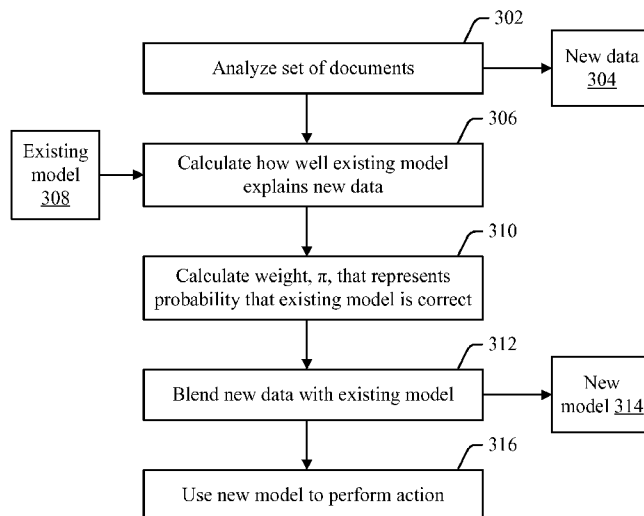 302
Analyze set of documents
New data
304
306
Existing
model
308
Calculate how well existing model
explains new data
310
Calculate weight, π, that represents
probability that existing model is correct
312
Blend new data with existing model
New
model 314
316
Use new model to perform action